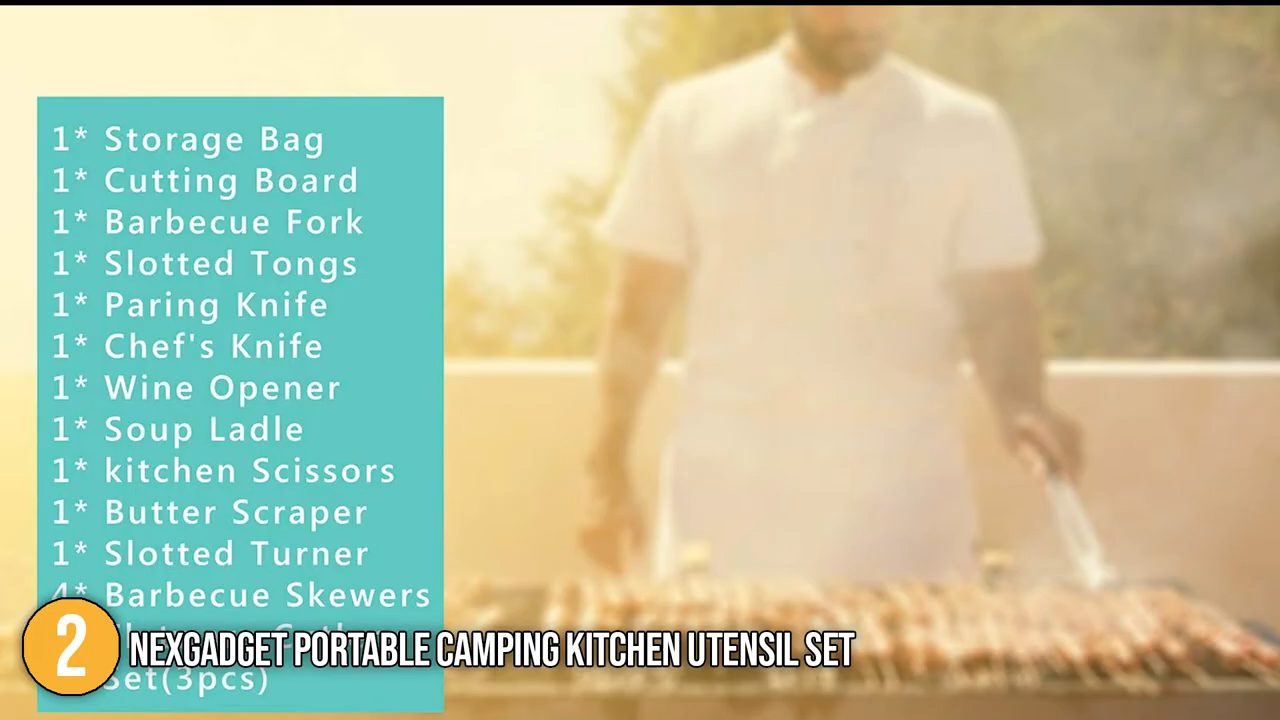 1* Storage Bag
1* Cutting Board
1* Barbecue Fork
1* Slotted Tongs
1* Paring Knife
1* Chef's Knife
1* Wine Opener
1* Soup Ladle
1* kitchen Scissors
1* Butter Scraper
1* Slotted Turner
4* Barbecue Skewers
Set(3pcs)
2 NEXGADGET PORTABLE CAMPING KITCHEN UTENSIL SET